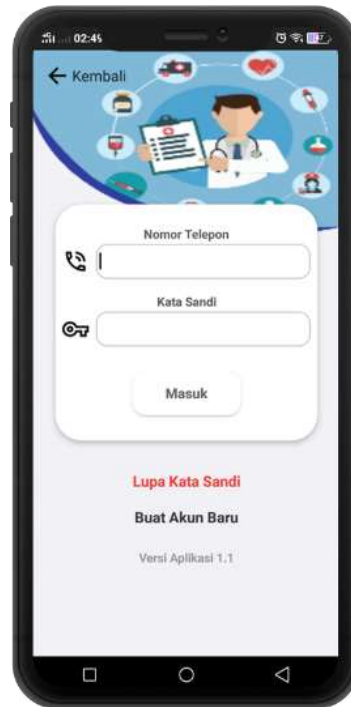 02:45
Kembali
Nomor Telepon
Kata Sandi
Masuk
Lupa Kata Sandi
Buat Akun Baru
Versi Aplikasi 1.1